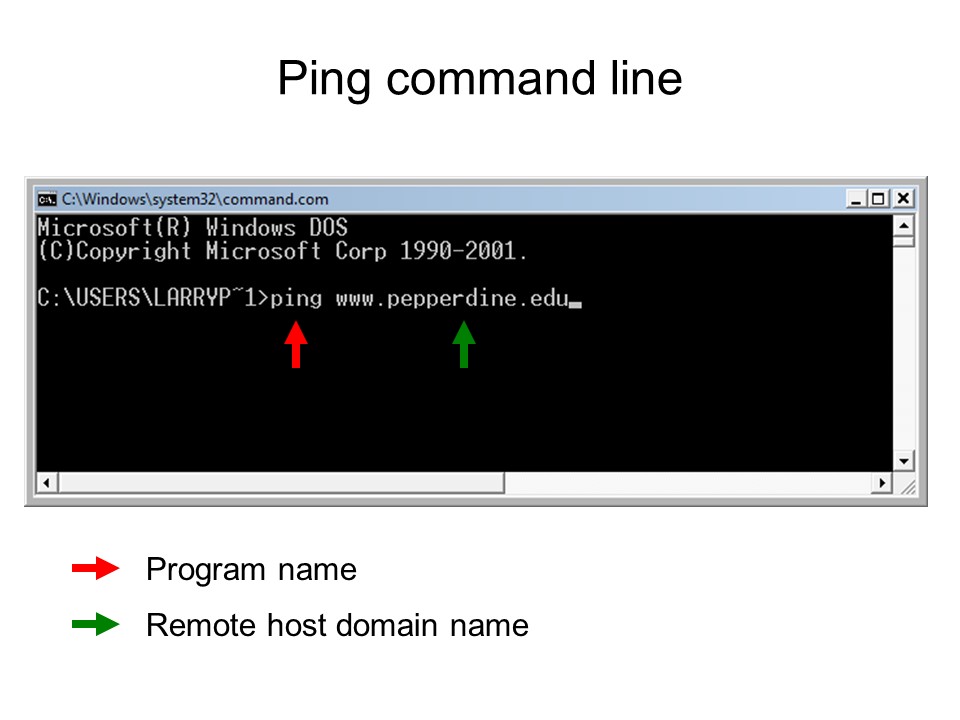 Ping command line
C:\Windows\system32\command.com
Microsoft(R) Windows DOS
(C)Copyright Microsoft Corp 1990-2001.
C:\USERS\LARRYP~1>ping www.pepperdine.edu_
Program name
Remote host domain name